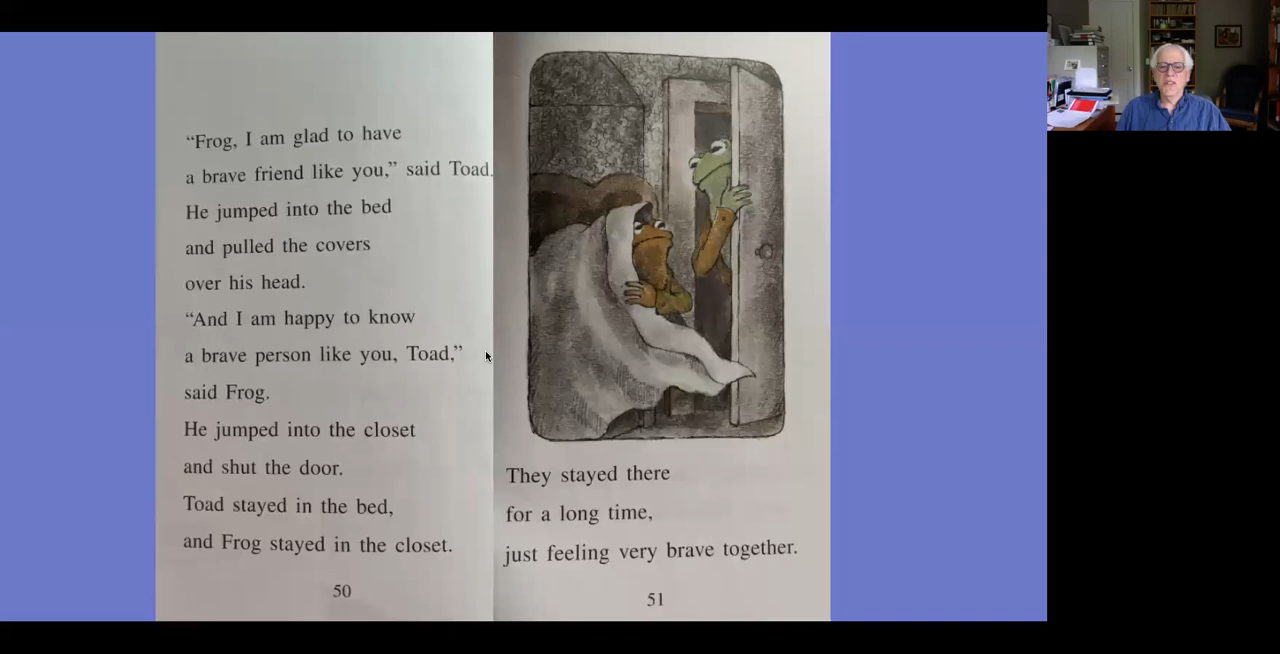 “Frog, I am glad to have
a brave friend like you,” said Toad.
He jumped into the bed
and pulled the covers
over his head.
“And I am happy to know
a brave person like you, Toad,”
said Frog.
He jumped into the closet
and shut the door.
Toad stayed in the bed,
and Frog stayed in the closet.
50
They stayed there
for a long time,
just feeling very brave together.
51